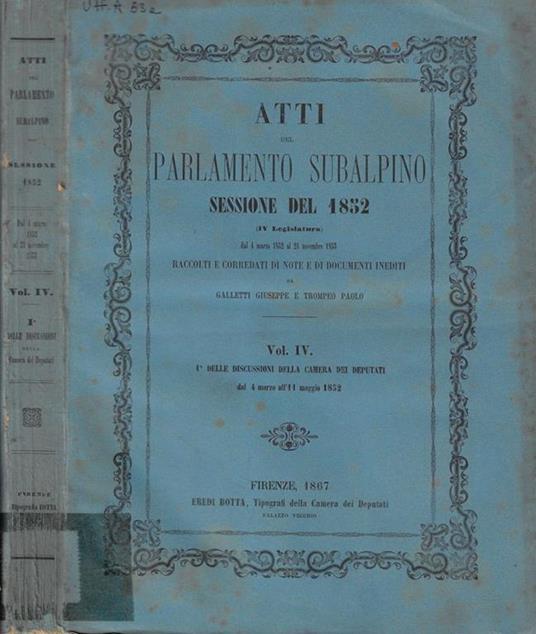 Uff. A 53a
ATTI
DEL
PARLAMENTO SUBALPINO
SESSIONE DEL 1852
(IV Legislatura)
dal 4 marzo 1852 al 21 novembre 1853
RACCOLTI E CORREDATI DI NOTE E DI DOCUMENTI INEDITI
DA
GALLETTI GIUSEPPE E TROMPEO PAOLO
Vol. IV.
1° DELLE DISCUSSIONI DELLA CAMERA DEI DEPUTATI
dal 4 marzo all'11 maggio 1852
FIRENZE, 1867
EREDI BOTTA, Tipografi della Camera dei Deputati
PALAZZO VECCHIO
ATTI
DEL
PARLAMENTO
SUBALPINO
SESSIONE
1852
Dal 4 marzo
1852
al 21 novembre
1853
Vol. IV.
1°
DELLE DISCUSSIONI
DELLA
Camera dei Deputati
FIRENZE
Tipografia BOTTA